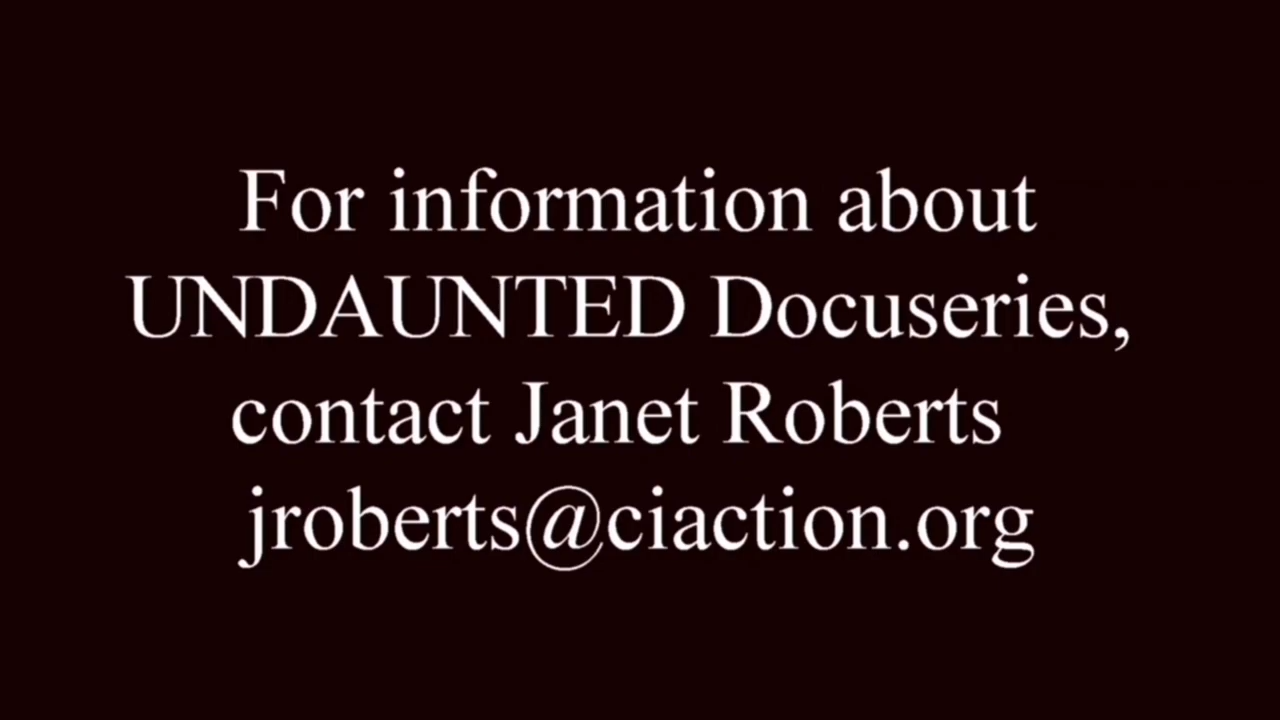 For information about
UNDAUNTED Docuseries,
contact Janet Roberts
jroberts@ciaction.org